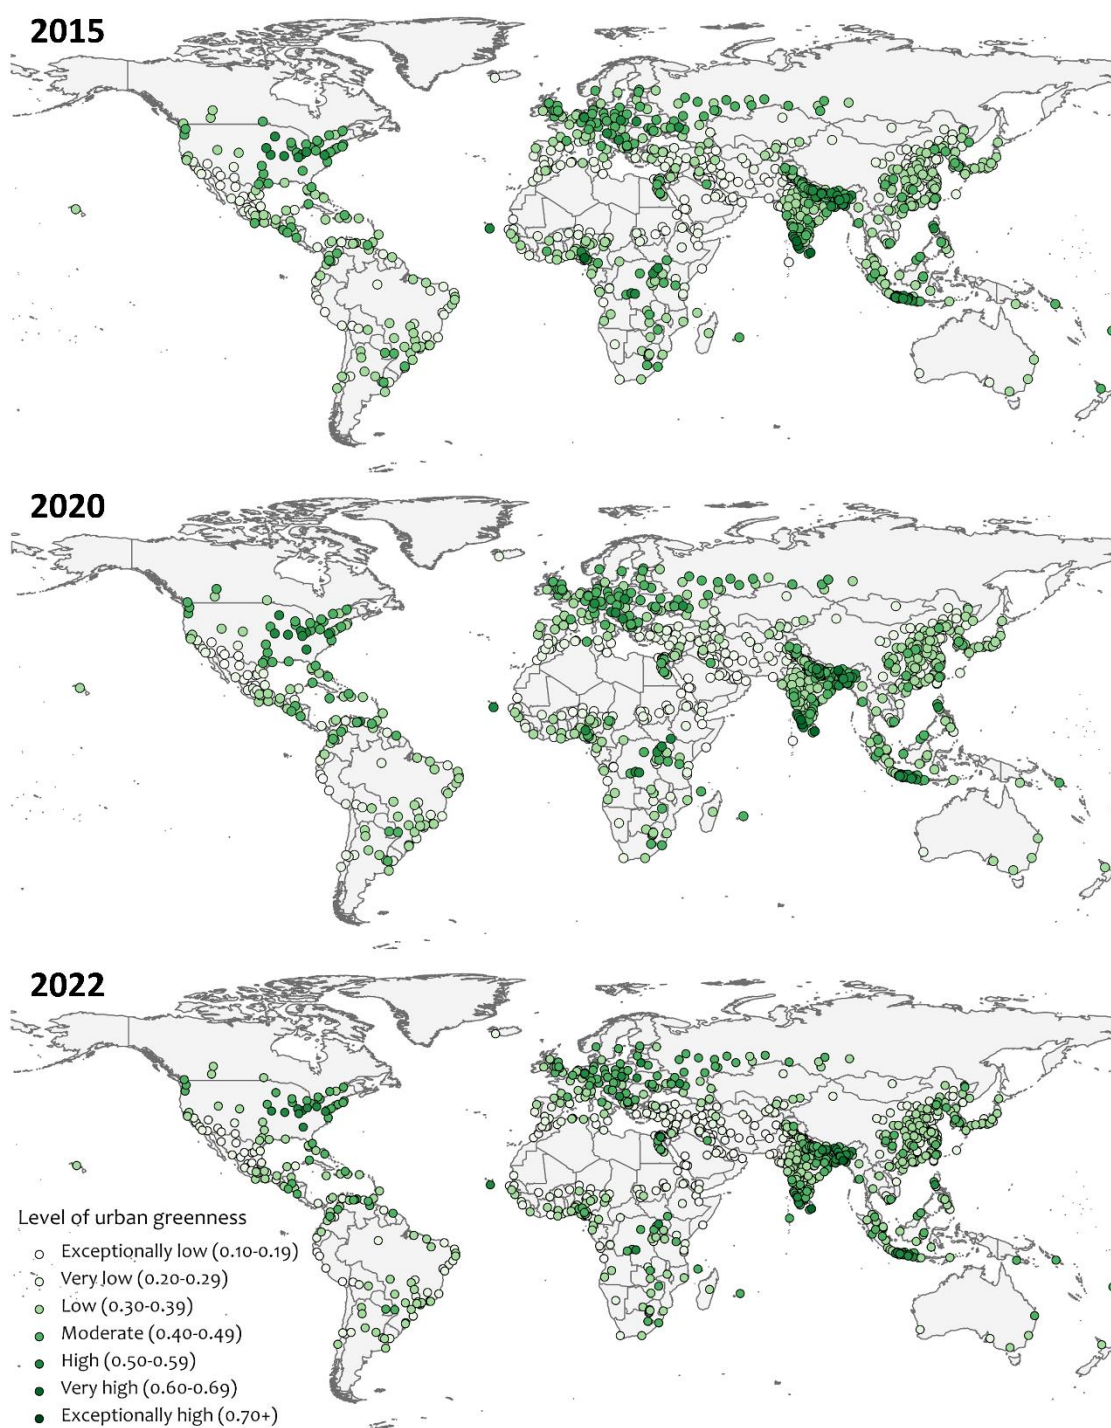 2015
2020
2022
Level of urban greenness
Exceptionally low (0.10-0.19)
Very low (0.20-0.29)
Low (0.30-0.39)
Moderate (0.40-0.49)
High (0.50-0.59)
Very high (0.60-0.69)
Exceptionally high (0.70+)